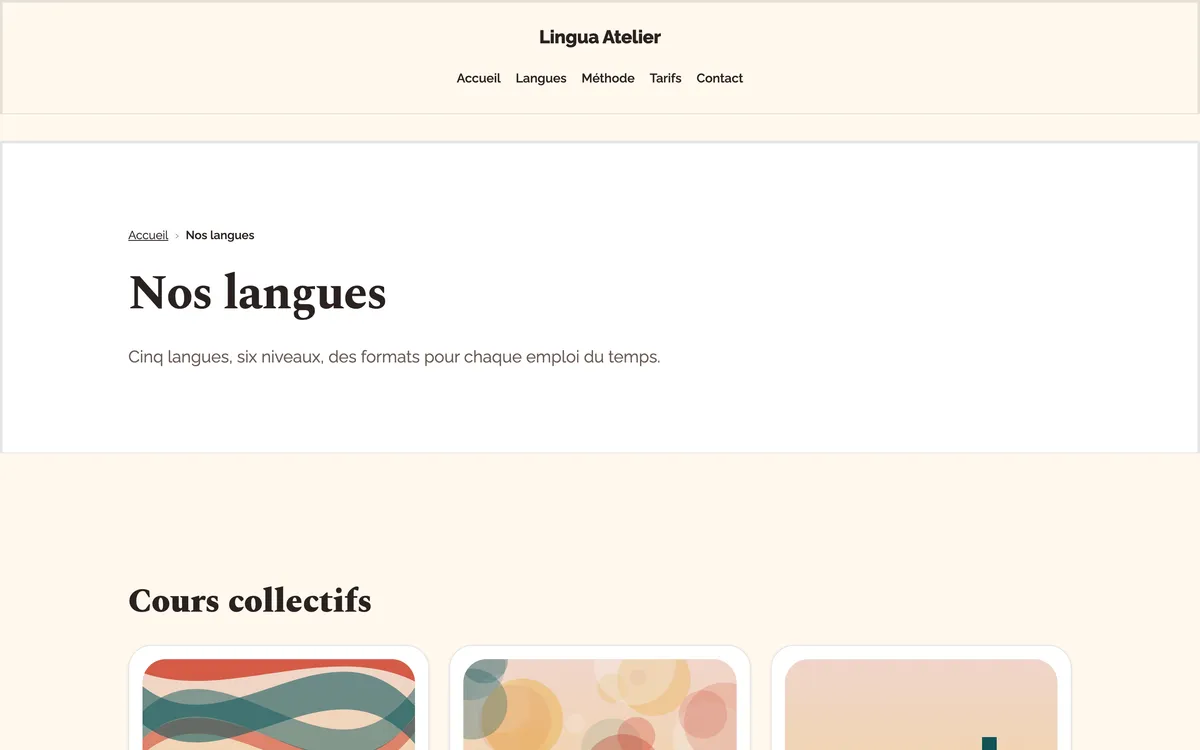 Lingua Atelier
Accueil Langues Méthode Tarifs Contact
Accueil › Nos langues
Nos langues
Cinq langues, six niveaux, des formats pour chaque emploi du temps.
Cours collectifs